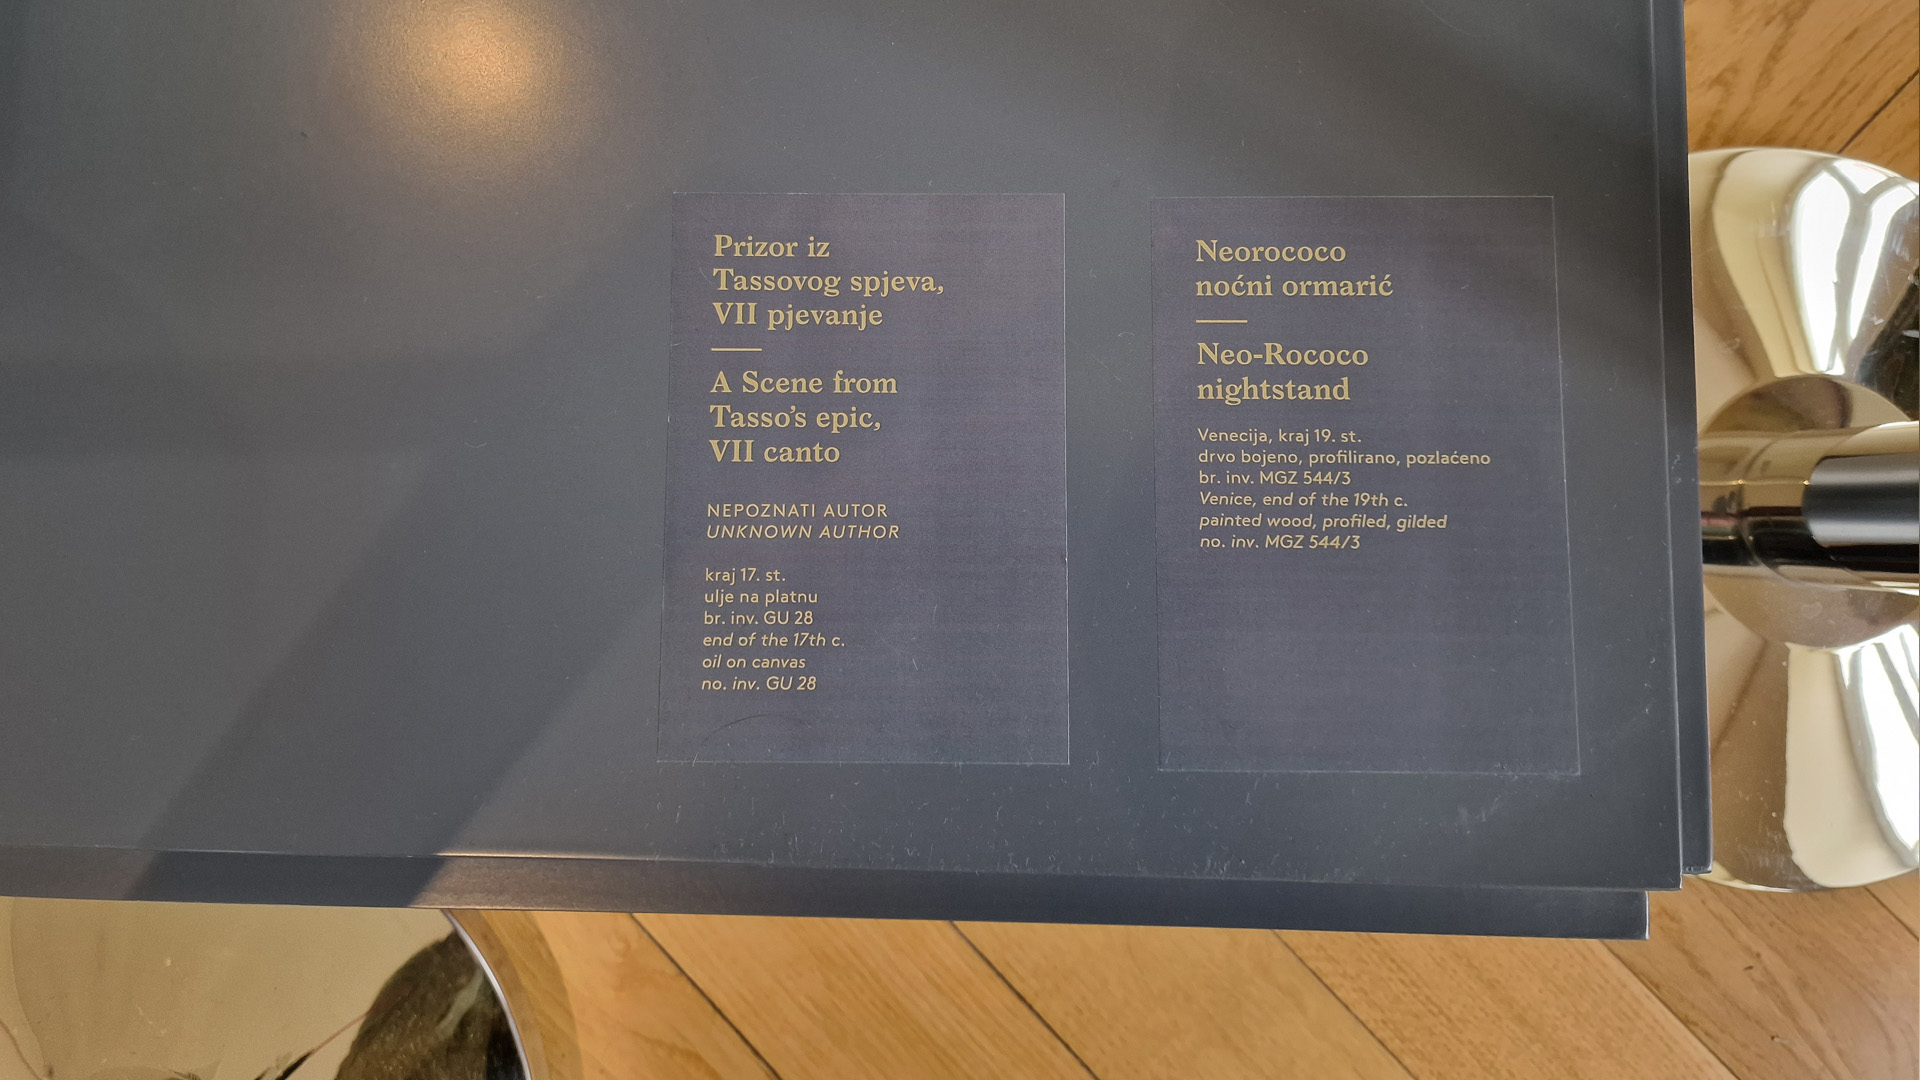 Prizor iz
Tassovog spjeva,
VII pjevanje
A Scene from
Tasso's epic,
VII canto
NEPOZNATI AUTOR
UNKNOWN AUTHOR
kraj 17. st.
ulje na platnu
br. inv. GU 28
end of the 17th c.
oil on canvas
no. inv. GU 28
Neorococo
noćni ormarić
Neo-Rococo
nightstand
Venecija, kraj 19. st.
drvo bojeno, profilirano, pozlaćeno
br. inv. MGZ 544/3
Venice, end of the 19th c.
painted wood, profiled, gilded
no. inv. MGZ 544/3